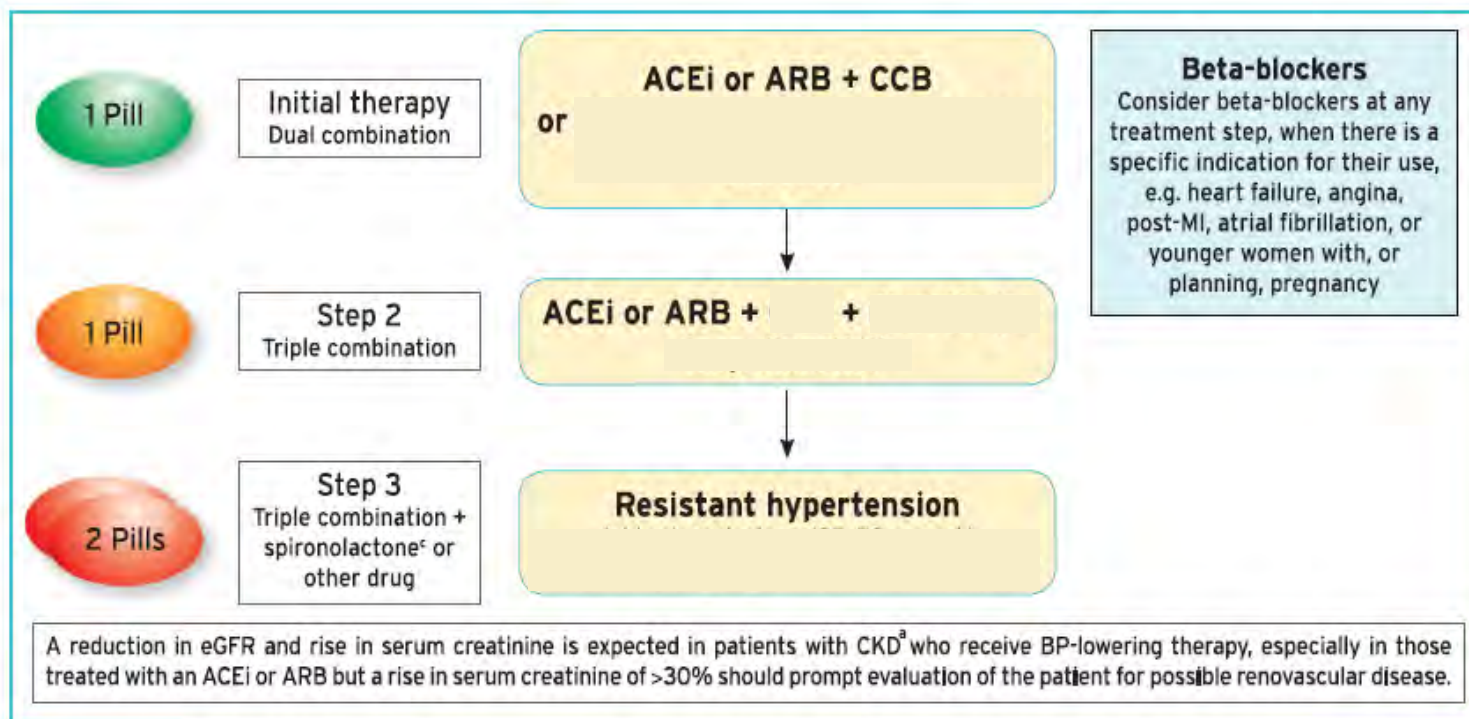 1 Pill
Initial therapy
Dual combination
ACEi or ARB + CCB
or
Beta-blockers
Consider beta-blockers at any
treatment step, when there is a
specific indication for their use,
e.g. heart failure, angina,
post-MI, atrial fibrillation, or
younger women with, or
planning, pregnancy
1 Pill
Step 2
Triple combination
ACEi or ARB + +
2 Pills
Step 3
Triple combination +
spironolactoneᶜ or
other drug
Resistant hypertension
A reduction in eGFR and rise in serum creatinine is expected in patients with CKDᵃ who receive BP-lowering therapy, especially in those
treated with an ACEi or ARB but a rise in serum creatinine of >30% should prompt evaluation of the patient for possible renovascular disease.